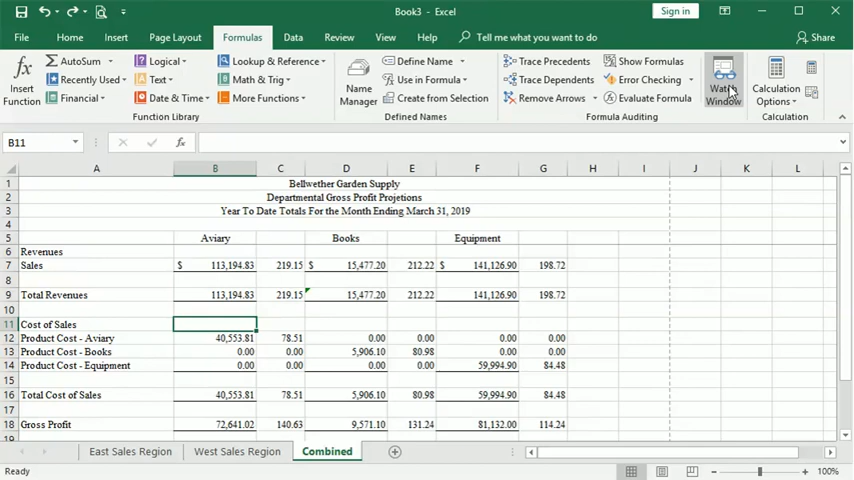 Book3 - Excel
Sign in
File Home Insert Page Layout Formulas Data Review View Help Tell me what you want to do Share
Insert Function
AutoSum
Recently Used
Financial
Logical
Text
Date & Time
Lookup & Reference
Math & Trig
More Functions
Function Library
Name Manager
Define Name
Use in Formula
Create from Selection
Defined Names
Trace Precedents
Trace Dependents
Remove Arrows
Show Formulas
Error Checking
Evaluate Formula
Formula Auditing
Watch Window
Calculation Options
Calculation
B11
fx
A B C D E F G H I J K L
1 Bellwether Garden Supply
2 Departmental Gross Profit Projections
3 Year To Date Totals For the Month Ending March 31, 2019
4
5 Aviary Books Equipment
6 Revenues
7 Sales $ 113,194.83 219.15 $ 15,477.20 212.22 $ 141,126.90 198.72
8
9 Total Revenues 113,194.83 219.15 15,477.20 212.22 141,126.90 198.72
10
11 Cost of Sales
12 Product Cost - Aviary 40,553.81 78.51 0.00 0.00 0.00 0.00
13 Product Cost - Books 0.00 0.00 5,906.10 80.98 0.00 0.00
14 Product Cost - Equipment 0.00 0.00 0.00 0.00 59,994.90 84.48
15
16 Total Cost of Sales 40,553.81 78.51 5,906.10 80.98 59,994.90 84.48
17
18 Gross Profit 72,641.02 140.63 9,571.10 131.24 81,132.00 114.24
19
East Sales Region West Sales Region Combined
Ready 100%